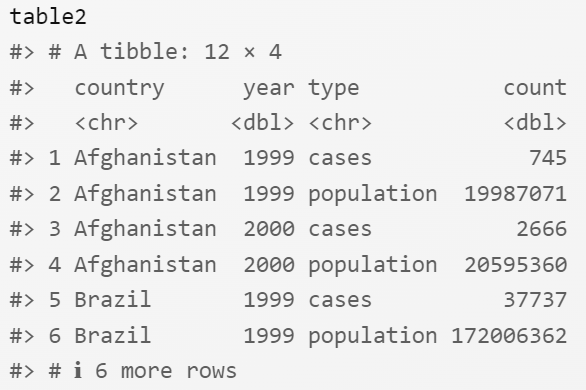 table2
#> # A tibble: 12 × 4
#>   country      year type           count
#>   <chr>       <dbl> <chr>          <dbl>
#> 1 Afghanistan  1999 cases            745
#> 2 Afghanistan  1999 population  19987071
#> 3 Afghanistan  2000 cases           2666
#> 4 Afghanistan  2000 population  20595360
#> 5 Brazil       1999 cases          37737
#> 6 Brazil       1999 population 172006362
#> # ℹ 6 more rows